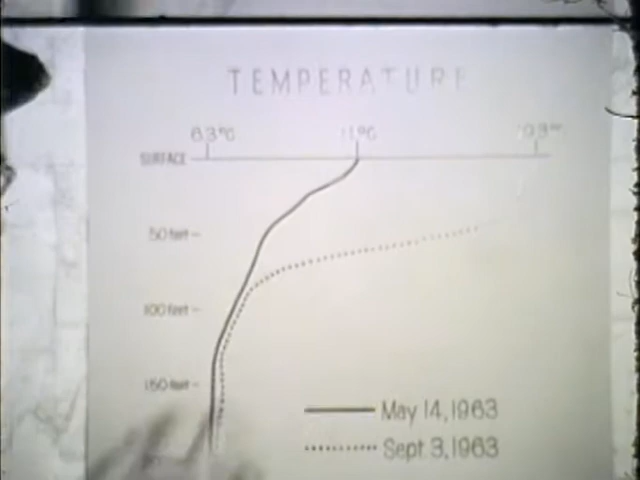 TEMPERATURE
6.3°C 11°C
SURFACE
50 feet
100 feet
150 feet
May 14, 1963
Sept 3, 1963